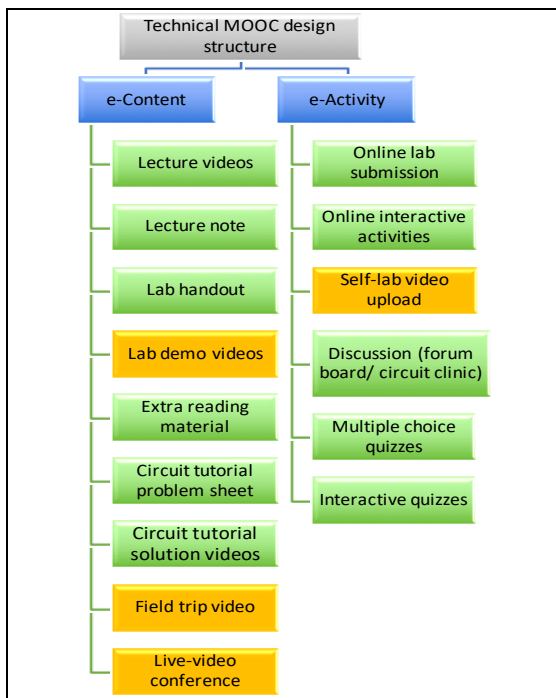 Technical MOOC design
structure
e-Content
e-Activity
Lecture videos
Lecture note
Lab handout
Lab demo videos
Extra reading
material
Circuit tutorial
problem sheet
Circuit tutorial
solution videos
Field trip video
Live-video
conference
Online lab
submission
Online interactive
activities
Self-lab video
upload
Discussion (forum
board/ circuit clinic)
Multiple choice
quizzes
Interactive quizzes